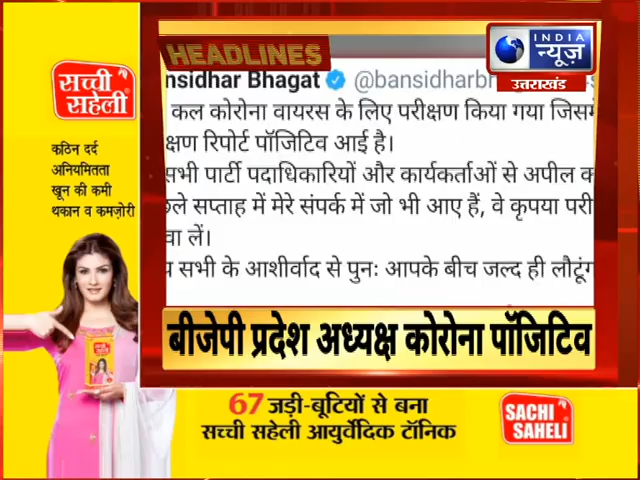 HEADLINES
INDIA
न्यूज़
उत्तराखंड
nsidhar Bhagat @bansidharbh
कल कोरोना वायरस के लिए परीक्षण किया गया जिसमें
क्षण रिपोर्ट पॉजिटिव आई है।
सभी पार्टी पदाधिकारियों और कार्यकर्ताओं से अपील क
ले सप्ताह में मेरे संपर्क में जो भी आए हैं, वे कृपया परी
वा लें।
सभी के आशीर्वाद से पुनः आपके बीच जल्द ही लौटूंग
बीजेपी प्रदेश अध्यक्ष कोरोना पॉजिटिव
सच्ची
सहेली
कठिन दर्द
अनियमितता
खून की कमी
थकान व कमज़ोरी
67 जड़ी-बूटियों से बना
सच्ची सहेली आयुर्वेदिक टॉनिक
SACHI
SAHELI